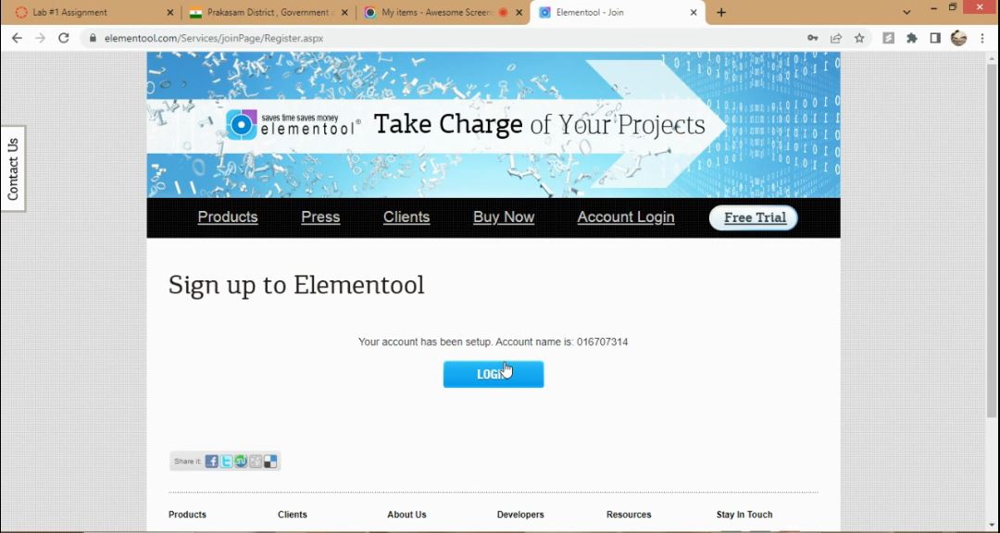 Lab #1 Assignment
Prakasam District , Government
My items - Awesome Screen
Elementool - Join
elementool.com/Services/joinPage/Register.aspx
Contact Us
saves time saves money
elementool®
Take Charge of Your Projects
Products
Press
Clients
Buy Now
Account Login
Free Trial
Sign up to Elementool
Your account has been setup. Account name is: 016707314
LOGIN
Share it:
Products
Clients
About Us
Developers
Resources
Stay In Touch